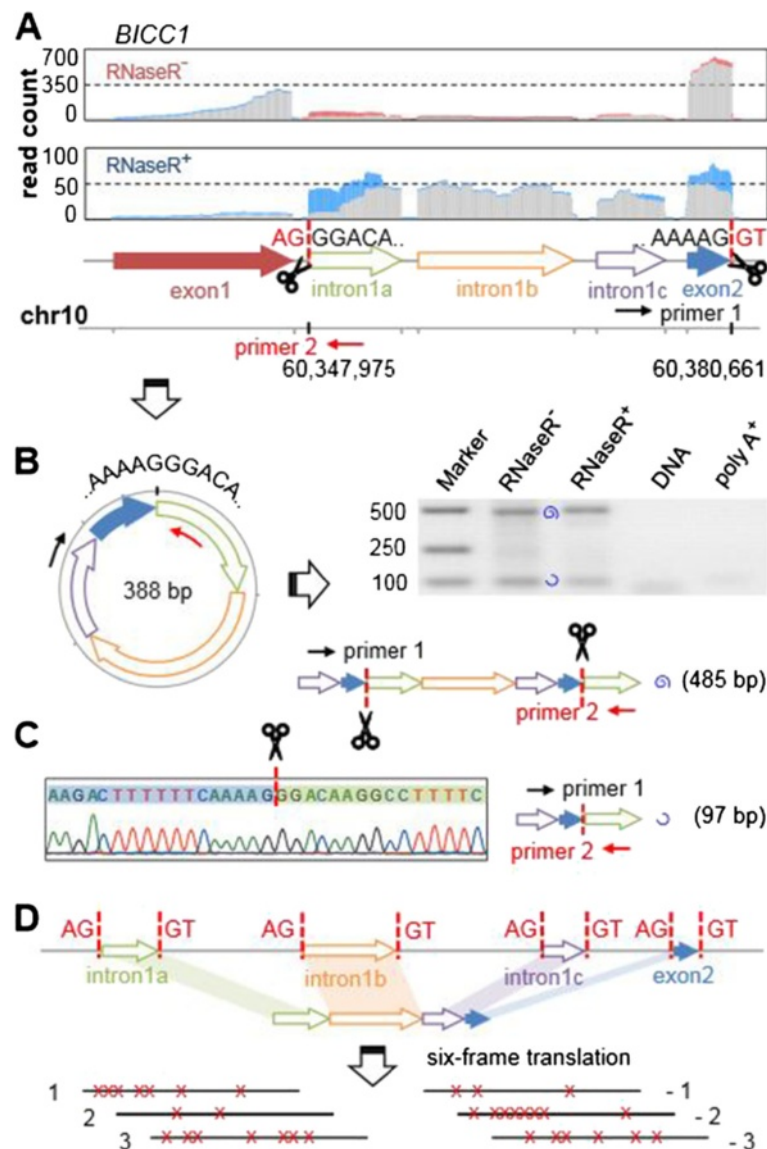 A
BICC1
700
RNaseR⁻
350
0
read count
100
RNaseR⁺
50
0
AG GGACA.. ..AAAAG GT
exon1 intron1a intron1b intron1c exon2
primer 1
chr10
primer 2
60,347,975 60,380,661
B
..AAAAGGGACA..
388 bp
Marker RNaseR⁻ RNaseR⁺ DNA poly A⁺
500
250
100
primer 1
(485 bp)
primer 2
C
AAGACTTTTTTCAAAAGGGACAAGGCCTTTTC
primer 1
(97 bp)
primer 2
D
AG GT AG GT AG GT AG GT
intron1a intron1b intron1c exon2
six-frame translation
1 - 1
2 - 2
3 - 3